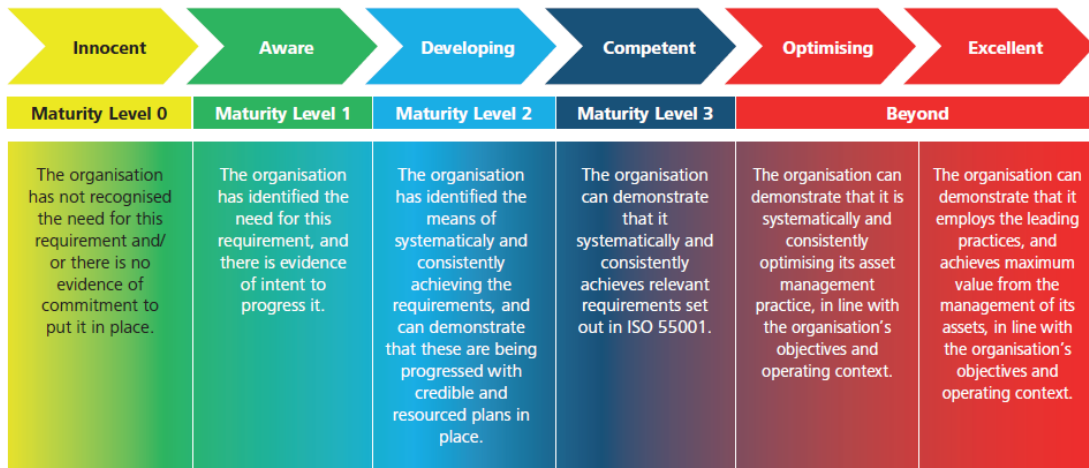 Innocent
Aware
Developing
Competent
Optimising
Excellent
Maturity Level 0
Maturity Level 1
Maturity Level 2
Maturity Level 3
Beyond
The organisation
has not recognised
the need for this
requirement and/
or there is no
evidence of
commitment to
put it in place.
The organisation
has identified the
need for this
requirement, and
there is evidence
of intent to
progress it.
The organisation
has identified the
means of
systematicaly and
consistently
achieving the
requirements, and
can demonstrate
that these are being
progressed with
credible and
resourced plans in
place.
The organisation
can demonstrate
that it
systematically and
consistently
achieves relevant
requirements set
out in ISO 55001.
The organisation can
demonstrate that it is
systematically and
consistently
optimising its asset
management
practice, in line with
the organisation’s
objectives and
operating context.
The organisation can
demonstrate that it
employs the leading
practices, and
achieves maximum
value from the
management of its
assets, in line with
the organisation’s
objectives and
operating context.